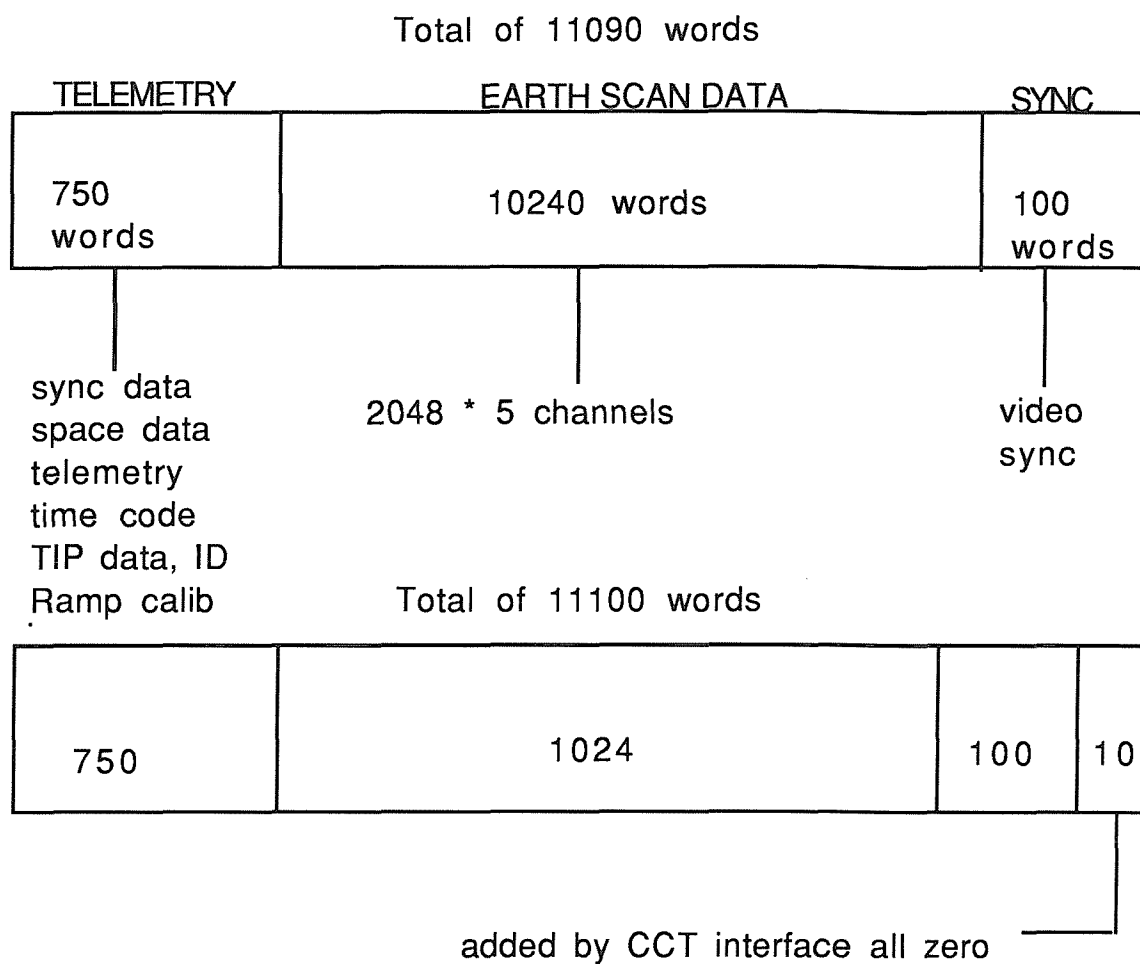 Total of 11090 words
TELEMETRY EARTH SCAN DATA SYNC
750 words
10240 words
100 words
sync data
space data
telemetry
time code
TIP data, ID
Ramp calib
2048 * 5 channels
video
sync
Total of 11100 words
750 1024 100 10
added by CCT interface all zero